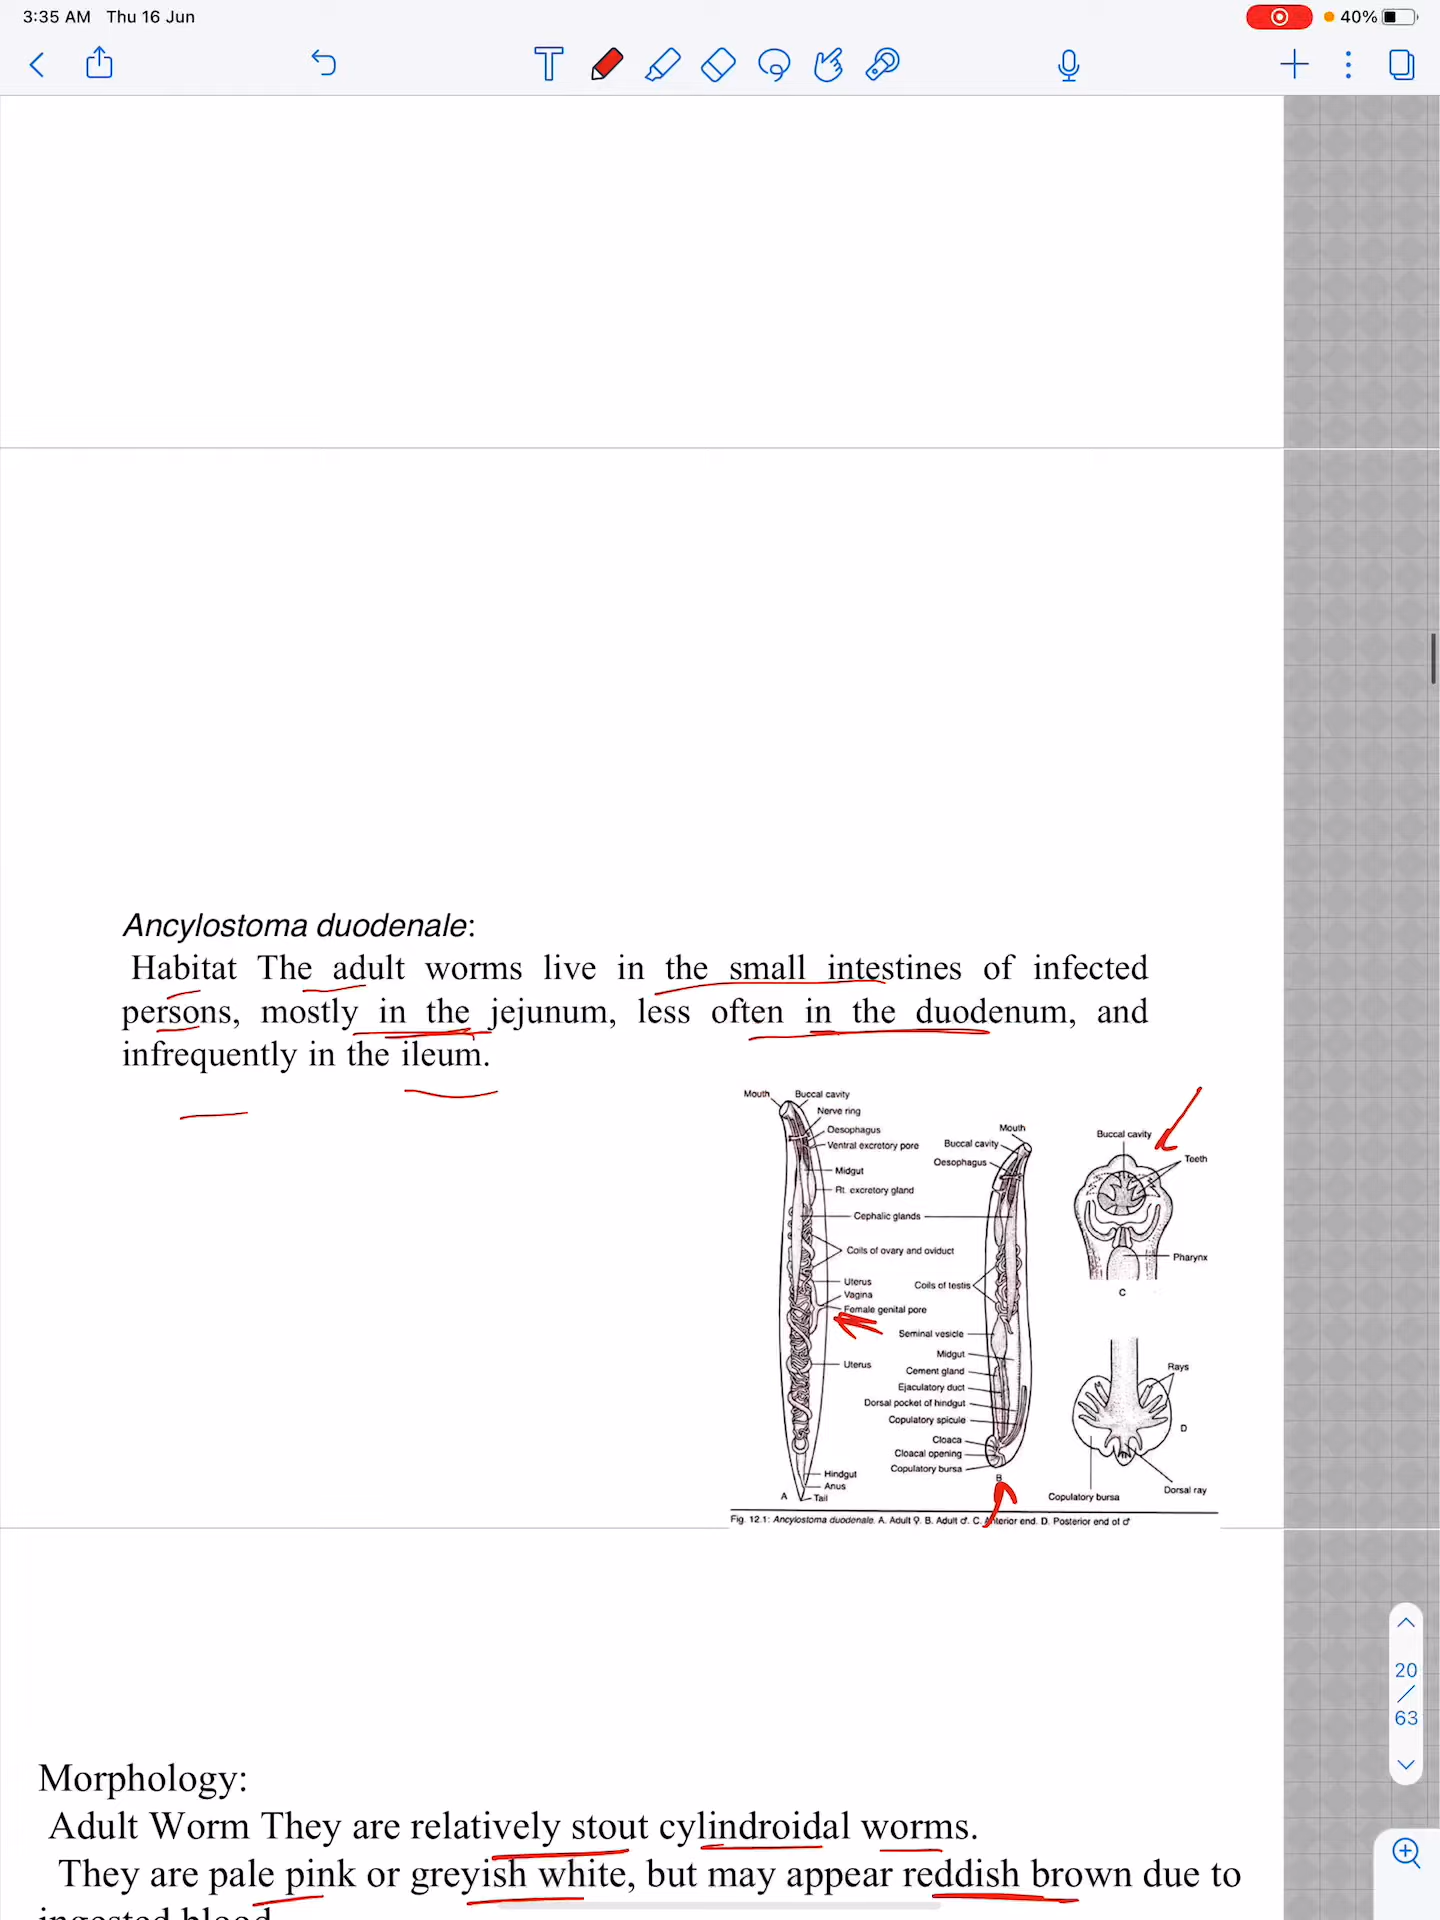 3:35 AM Thu 16 Jun
40%
T
Ancylostoma duodenale:
Habitat The adult worms live in the small intestines of infected
persons, mostly in the jejunum, less often in the duodenum, and
infrequently in the ileum.
Mouth
Buccal cavity
Nerve ring
Oesophagus
Ventral excretory pore
Midgut
Rt. excretory gland
Cephalic glands
Coils of ovary and oviduct
Uterus
Vagina
Female genital pore
Uterus
Hindgut
Anus
Tail
A
Mouth
Buccal cavity
Oesophagus
Coils of testis
Seminal vesicle
Midgut
Cement gland
Ejaculatory duct
Dorsal pocket of hindgut
Copulatory spicule
Cloaca
Cloacal opening
Copulatory bursa
B
Buccal cavity
Teeth
Pharynx
C
Rays
D
Dorsal ray
Copulatory bursa
Fig. 12.1: Ancylostoma duodenale. A. Adult ♀. B. Adult ♂. C. Anterior end. D. Posterior end of ♂
20
/
63
Morphology:
Adult Worm They are relatively stout cylindroidal worms.
They are pale pink or greyish white, but may appear reddish brown due to
ingested blood.